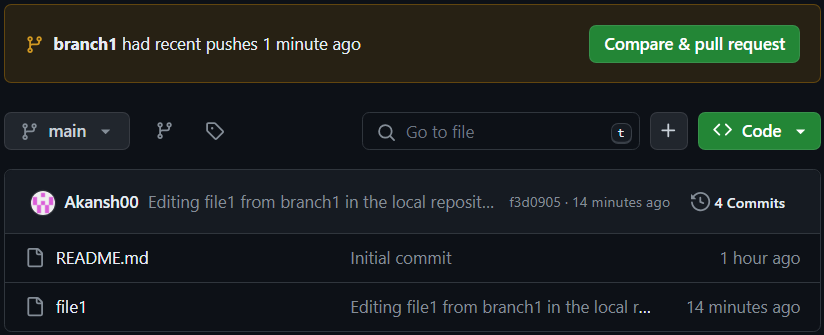 branch1 had recent pushes 1 minute ago
Compare & pull request
main
Go to file
t
Code
Akansh00 Editing file1 from branch1 in the local reposit... f3d0905 · 14 minutes ago 4 Commits
README.md Initial commit 1 hour ago
file1 Editing file1 from branch1 in the local r... 14 minutes ago